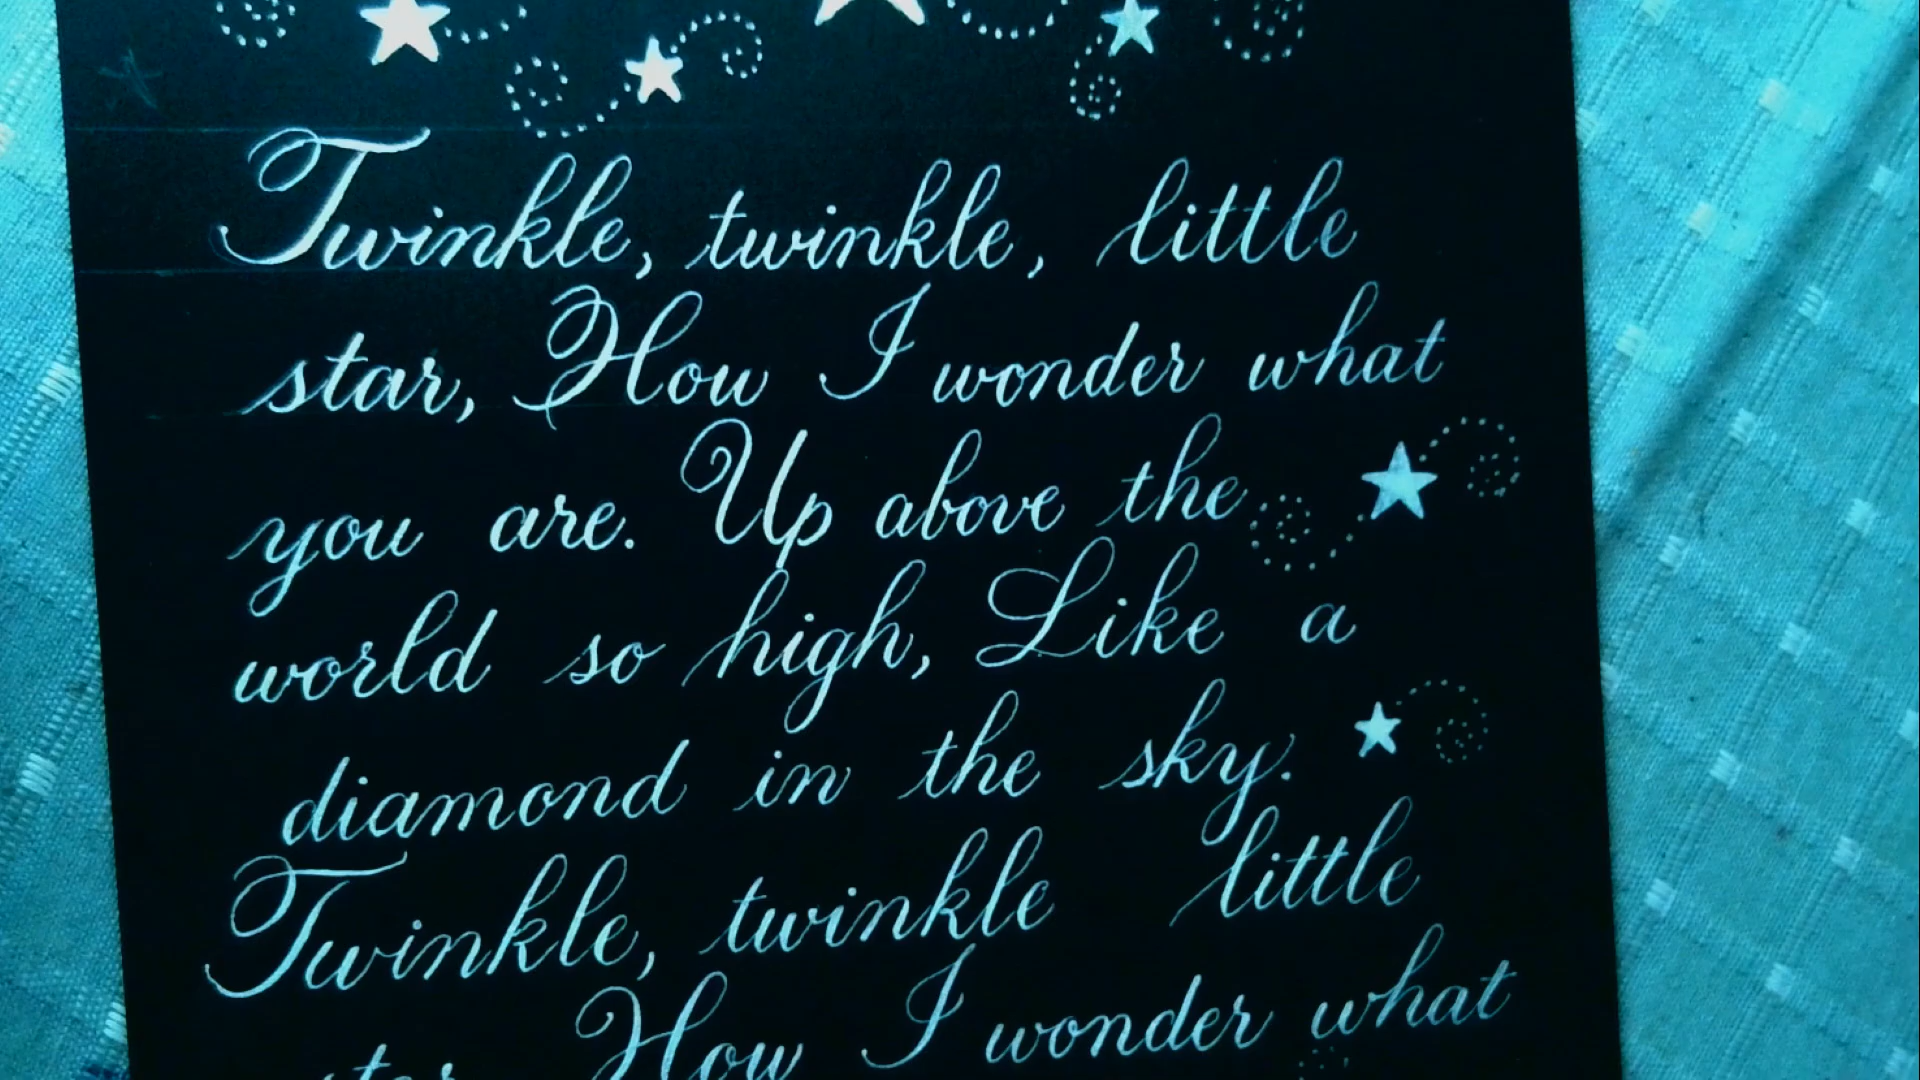 Twinkle, twinkle, little
star, How I wonder what
you are. Up above the
world so high, Like a
diamond in the sky.
Twinkle, twinkle little
star How I wonder what